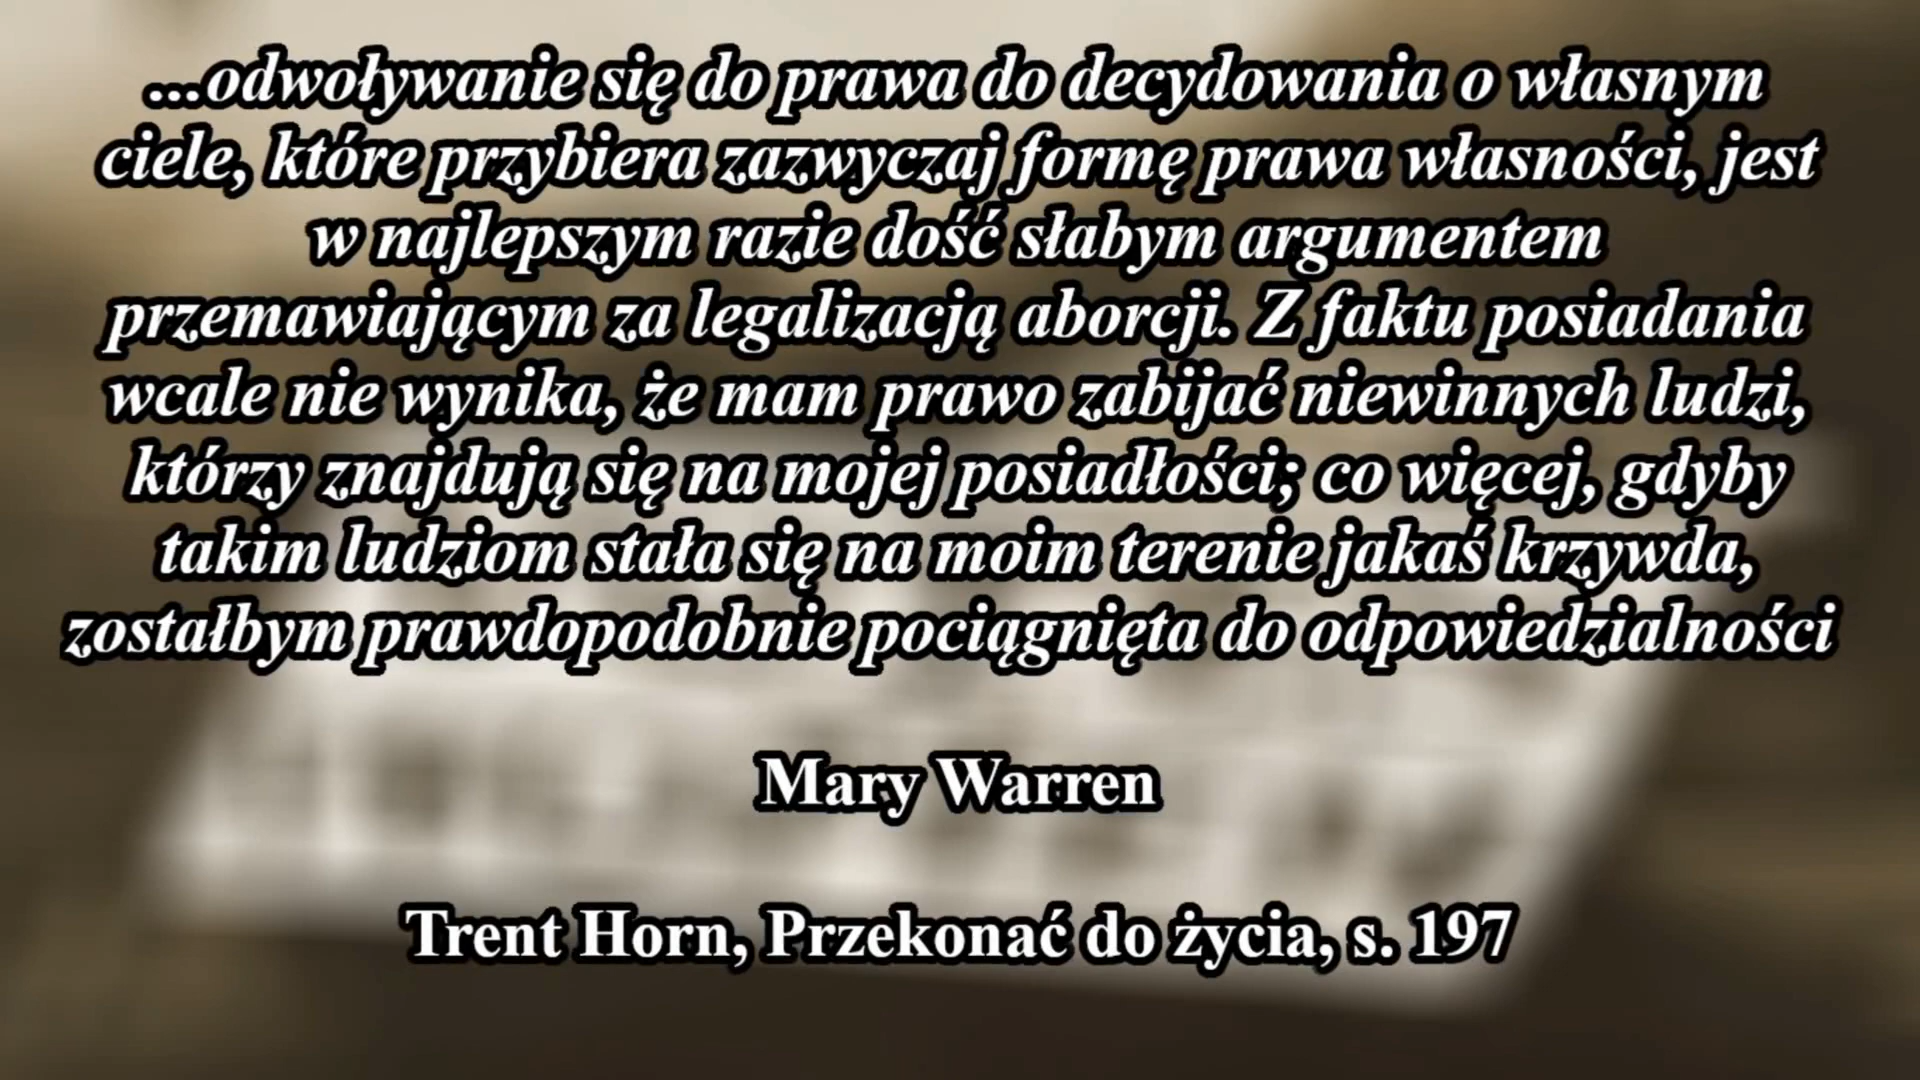 ...odwoływanie się do prawa do decydowania o własnym
ciele, które przybiera zazwyczaj formę prawa własności, jest
w najlepszym razie dość słabym argumentem
przemawiającym za legalizacją aborcji. Z faktu posiadania
wcale nie wynika, że mam prawo zabijać niewinnych ludzi,
którzy znajdują się na mojej posiadłości; co więcej, gdyby
takim ludziom stała się na moim terenie jakaś krzywda,
zostałbym prawdopodobnie pociągnięta do odpowiedzialności
Mary Warren
Trent Horn, Przekonać do życia, s. 197